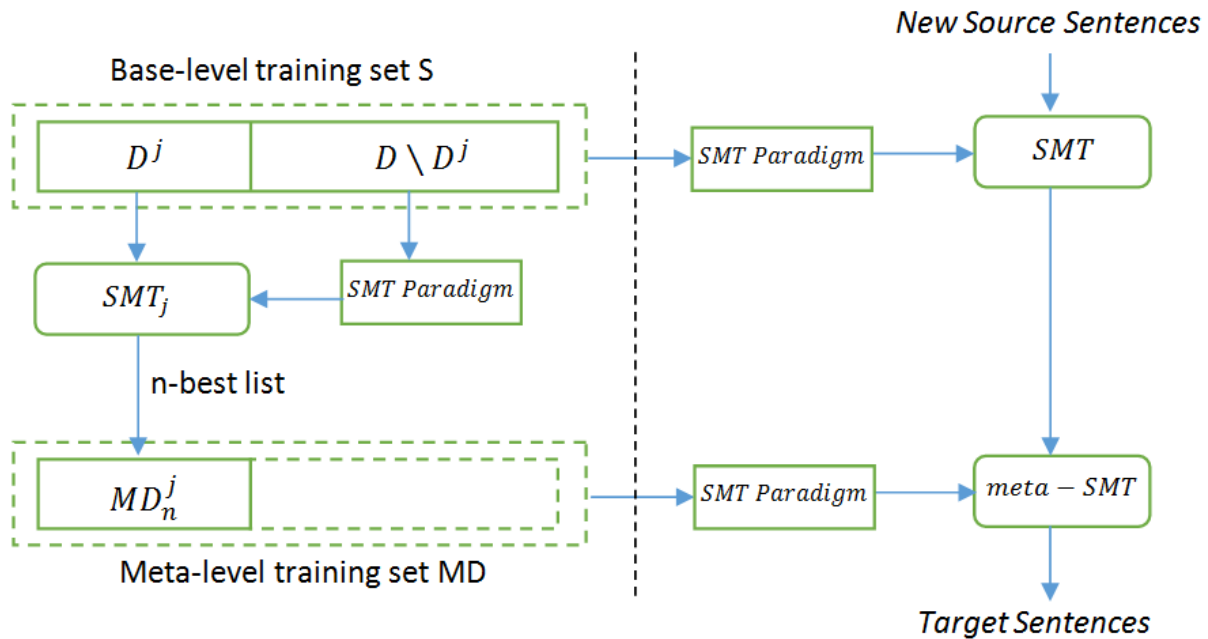 New Source Sentences
Base-level training set S
D^j
D \ D^j
SMT Paradigm
SMT
SMT_j
SMT Paradigm
n-best list
MD_n^j
SMT Paradigm
meta − SMT
Meta-level training set MD
Target Sentences